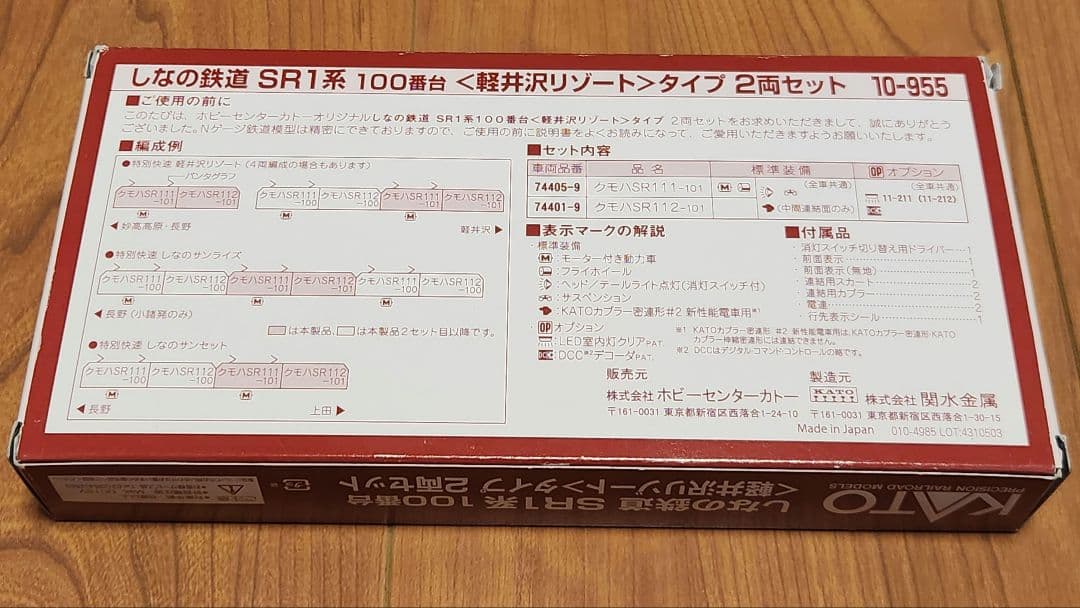 しなの鉄道 SR1系 100番台 <軽井沢リゾート>タイプ 2両セット 10-955
■ご使用の前に
このたびは、ホビーセンターカトーオリジナルしなの鉄道 SR1系100番台<軽井沢リゾート>タイプ 2両セットをお求めいただきまして、誠にありがとう
ございました。Nゲージ鉄道模型は精密にできておりますので、ご使用の前に説明書をよくお読みになって、ご愛用いただきますようお願いいたします。
■編成例
●特別快速 軽井沢リゾート(4両編成の場合もあります)
パンタグラフ
クモハSR111-101 クモハSR112-101 クモハSR111-100 クモハSR112-100 クモハSR111-101 クモハSR112-101
M M M
◀妙高高原・長野 軽井沢▶
●特別快速 しなのサンライズ
クモハSR111-100 クモハSR112-100 クモハSR111-101 クモハSR112-101 クモハSR111-100 クモハSR112-100
M M M
◀長野(小諸発のみ)
は本製品、は本製品2セット目以降です。
●特別快速 しなのサンセット
クモハSR111-100 クモハSR112-100 クモハSR111-101 クモハSR112-101
M M
◀長野 上田▶
■セット内容
車両品番 品名 標準装備 OPオプション
74405-9 クモハSR111-101 M (全車共通) (全車共通)
11-211 (11-212)
74401-9 クモハSR112-101 (中間連結面のみ) DCC
■表示マークの解説
・標準装備
M:モーター付き動力車
:フライホイール
:ヘッド/テールライト点灯(消灯スイッチ付)
:サスペンション
:KATOカプラー密連形#2 新性能電車用※1
OPオプション
:LED室内灯クリアPAT.
DCC:DCC※2デコーダPAT.
■付属品
・消灯スイッチ切り替え用ドライバー…1
・前面表示…1
・前面表示(無地)…1
・連結用スカート…2
・連結用カプラー…2
・電連…2
・行先表示シール…1
※1 KATOカプラー密連形 #2 新性能電車用は、KATOカプラー密連形・KATO
カプラー伸縮密連形には連結できません。
※2 DCCはデジタル・コマンド・コントロールの略です。
販売元
株式会社 ホビーセンターカトー
〒161-0031 東京都新宿区西落合1-24-10
製造元
KATO 株式会社 関水金属
〒161-0031 東京都新宿区西落合1-30-15
Made in Japan 010-4985 LOT:4310503
KATO
PRECISION RAILROAD MODELS
しなの鉄道 SR1系 100番台
<軽井沢リゾート>タイプ 2両セット